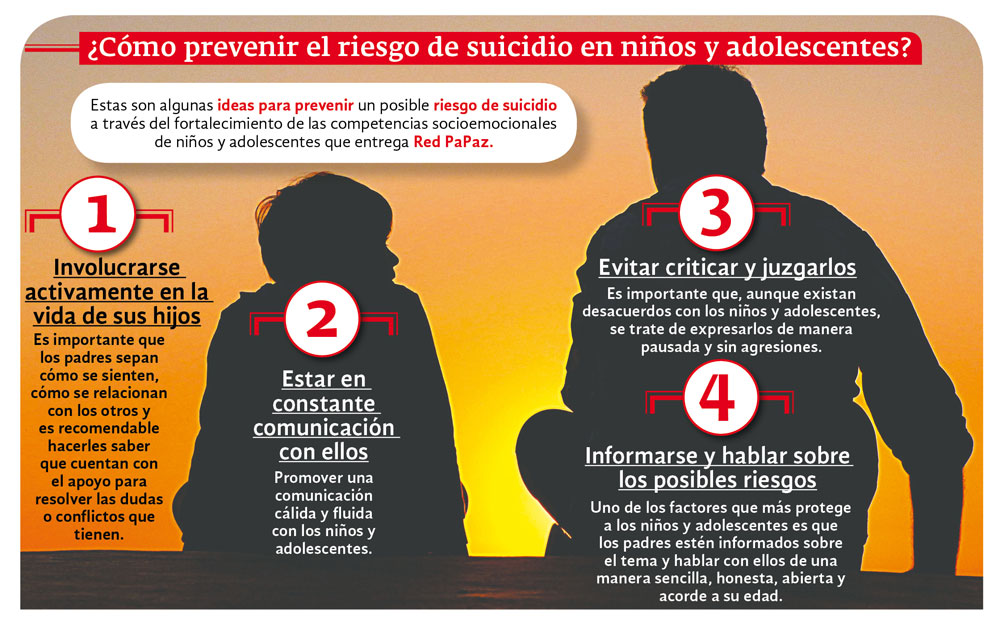 ¿Cómo prevenir el riesgo de suicidio en niños y adolescentes?
Estas son algunas ideas para prevenir un posible riesgo de suicidio
a través del fortalecimiento de las competencias socioemocionales
de niños y adolescentes que entrega Red PaPaz.
1
Involucrarse
activamente en la
vida de sus hijos
Es importante que
los padres sepan
cómo se sienten,
cómo se relacionan
con los otros y
es recomendable
hacerles saber
que cuentan con
el apoyo para
resolver las dudas
o conflictos que
tienen.
2
Estar en
constante
comunicación
con ellos
Promover una
comunicación
cálida y fluida
con los niños y
adolescentes.
3
Evitar criticar y juzgarlos
Es importante que, aunque existan
desacuerdos con los niños y adolescentes,
se trate de expresarlos de manera
pausada y sin agresiones.
4
Informarse y hablar sobre
los posibles riesgos
Uno de los factores que más protege
a los niños y adolescentes es que
los padres estén informados sobre
el tema y hablar con ellos de una
manera sencilla, honesta, abierta y
acorde a su edad.